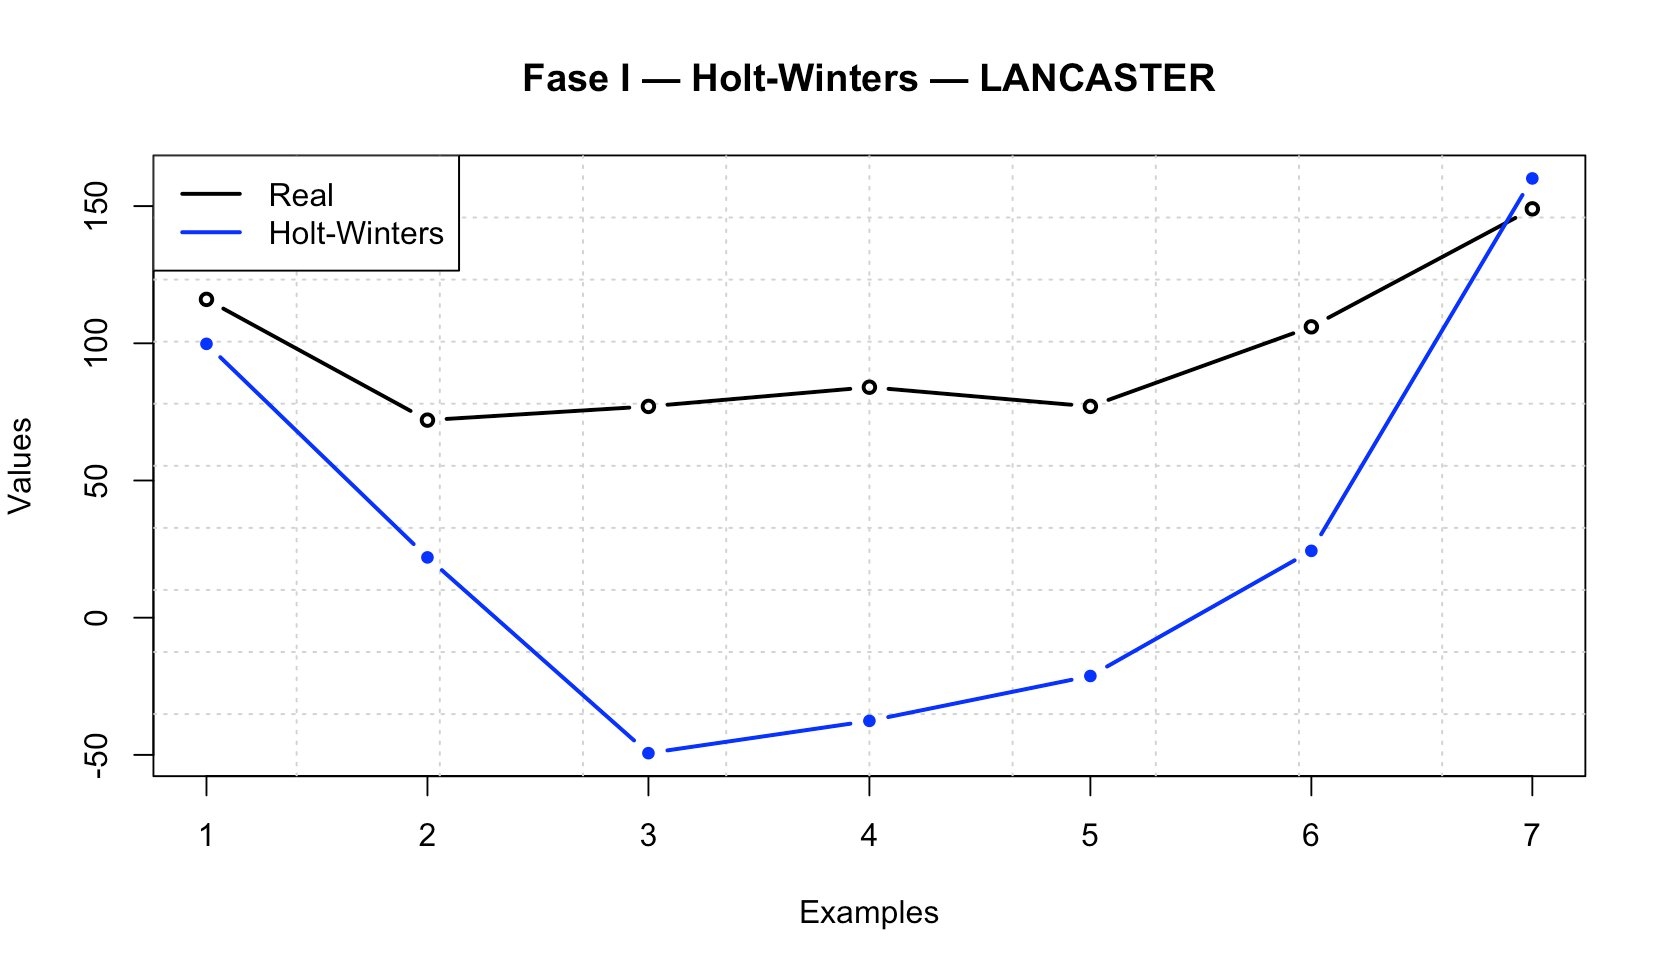 Fase I — Holt-Winters — LANCASTER
Real
Holt-Winters
150
100
50
0
-50
Values
1 2 3 4 5 6 7
Examples